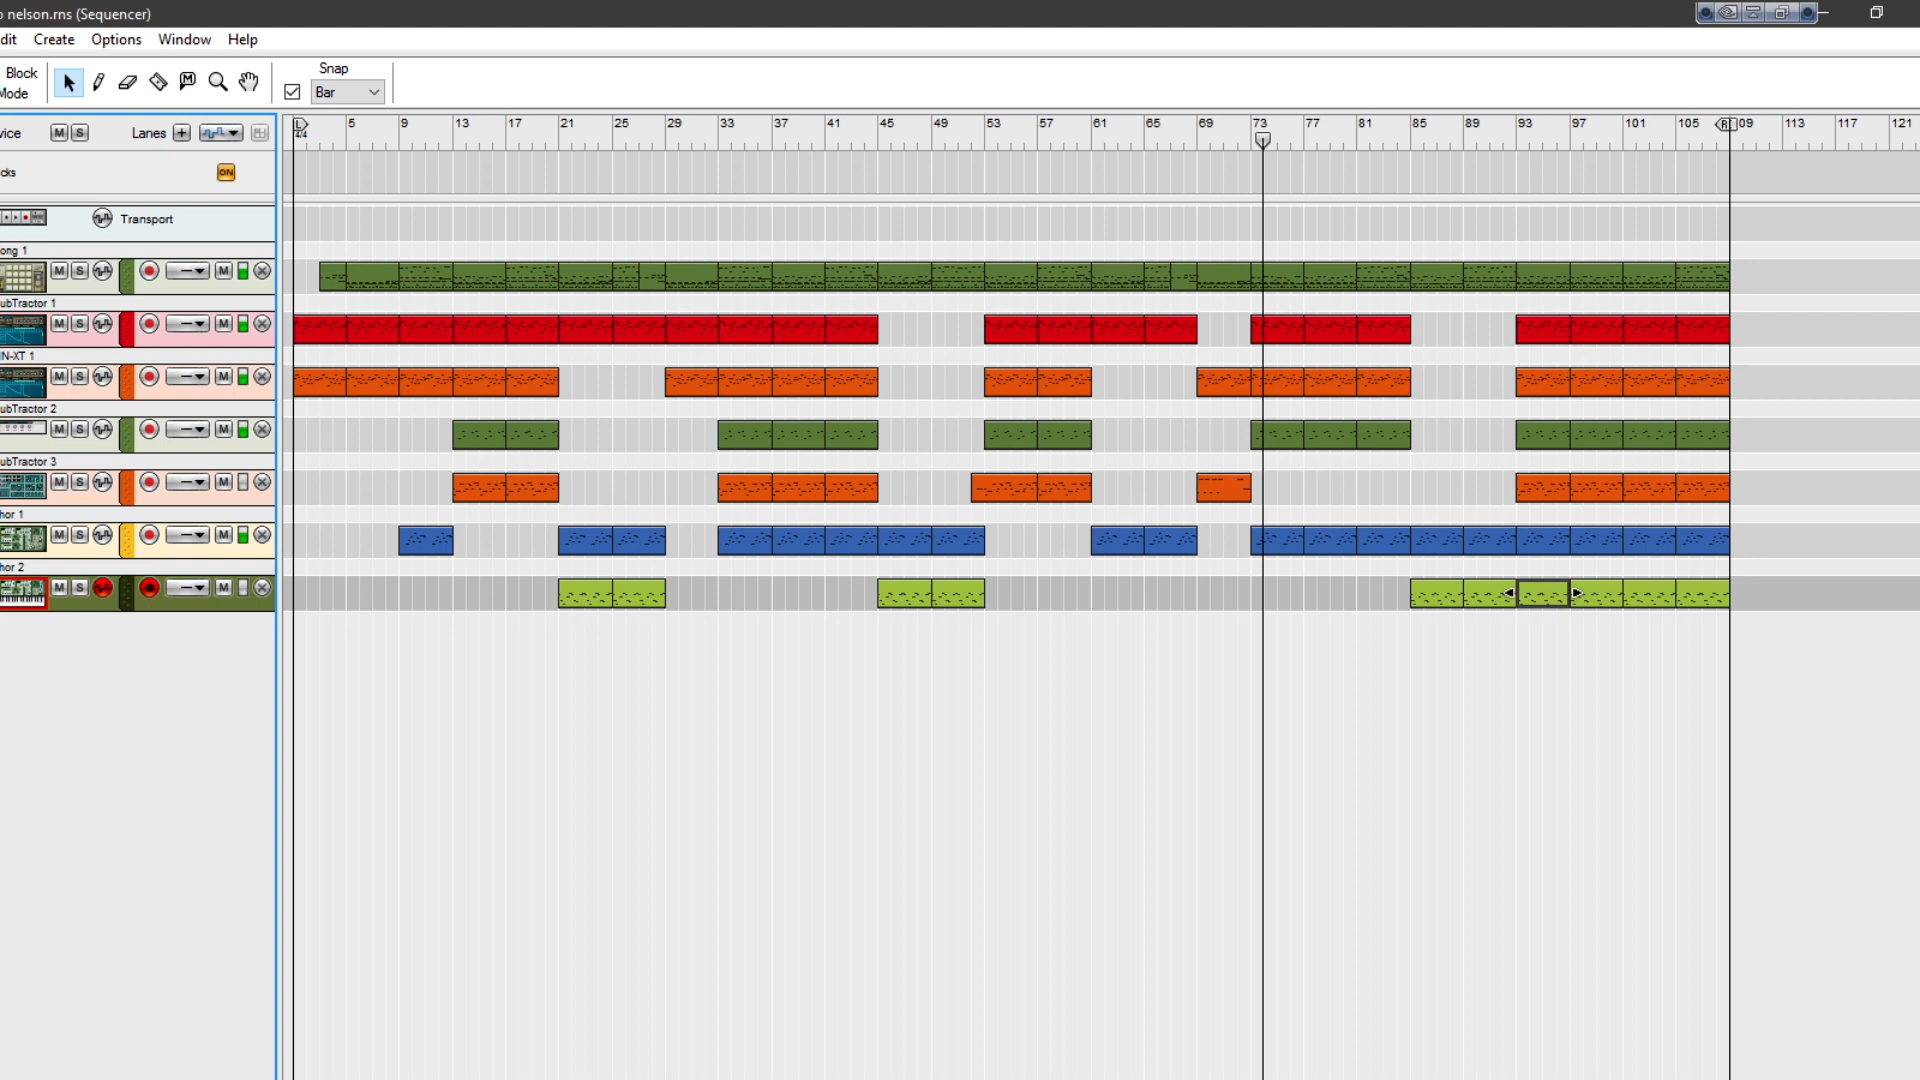 o nelson.rns (Sequencer)
dit Create Options Window Help
Block Mode
Snap
Bar
vice M S Lanes
L 4/4 5 9 13 17 21 25 29 33 37 41 45 49 53 57 61 65 69 73 77 81 85 89 93 97 101 105 R 09 113 117 121
cks ON
Transport
ong 1
M S M
ubTractor 1
M S M
N-XT 1
M S M
ubTractor 2
M S M
ubTractor 3
M S M
hor 1
M S M
hor 2
M S M